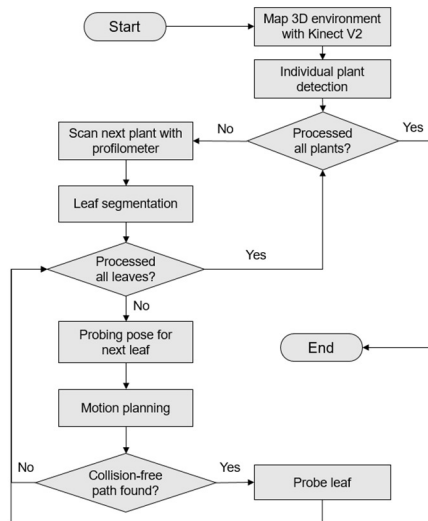 Start
Map 3D environment
with Kinect V2
Individual plant
detection
Processed
all plants?
No
Yes
Scan next plant with
profilometer
Leaf segmentation
Processed
all leaves?
Yes
No
Probing pose for
next leaf
End
Motion planning
Collision-free
path found?
No
Yes
Probe leaf